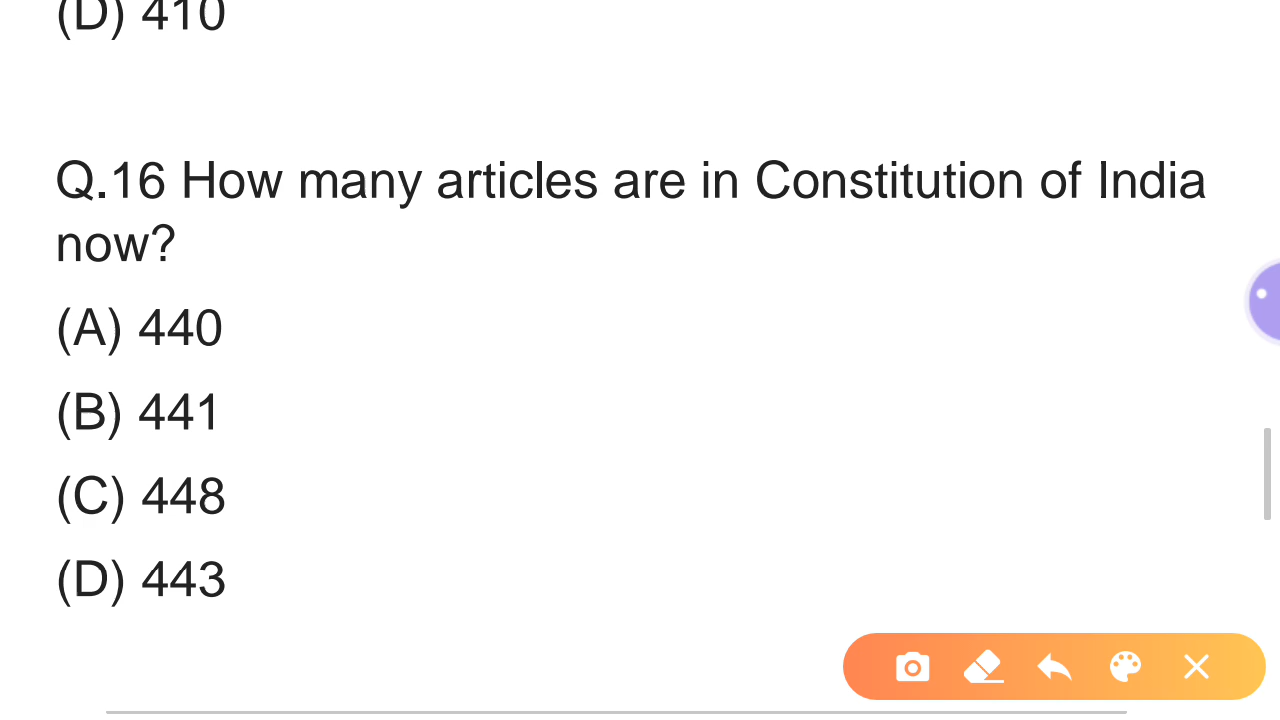 (D) 410
Q.16 How many articles are in Constitution of India
now?
(A) 440
(B) 441
(C) 448
(D) 443